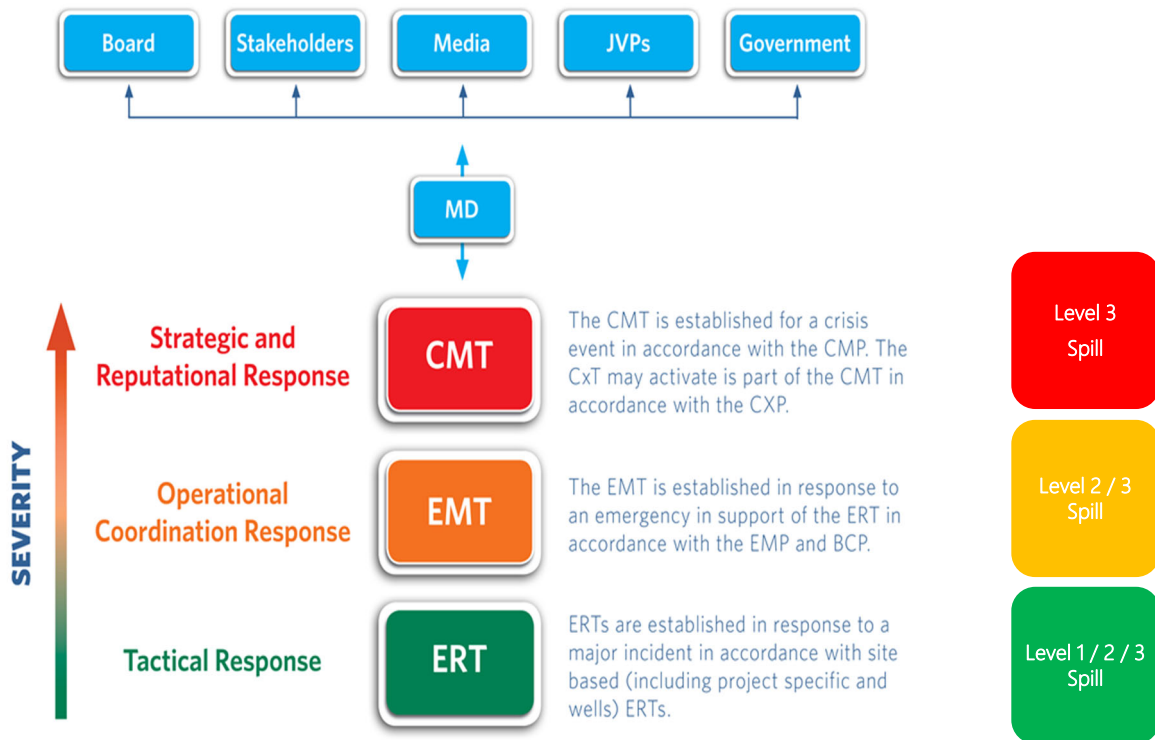 Board
Stakeholders
Media
JVPs
Government
MD
Strategic and
Reputational Response
CMT
The CMT is established for a crisis
event in accordance with the CMP. The
CxT may activate is part of the CMT in
accordance with the CXP.
Level 3
Spill
SEVERITY
Operational
Coordination Response
EMT
The EMT is established in response to
an emergency in support of the ERT in
accordance with the EMP and BCP.
Level 2 / 3
Spill
Tactical Response
ERT
ERTs are established in response to a
major incident in accordance with site
based (including project specific and
wells) ERTs.
Level 1 / 2 / 3
Spill